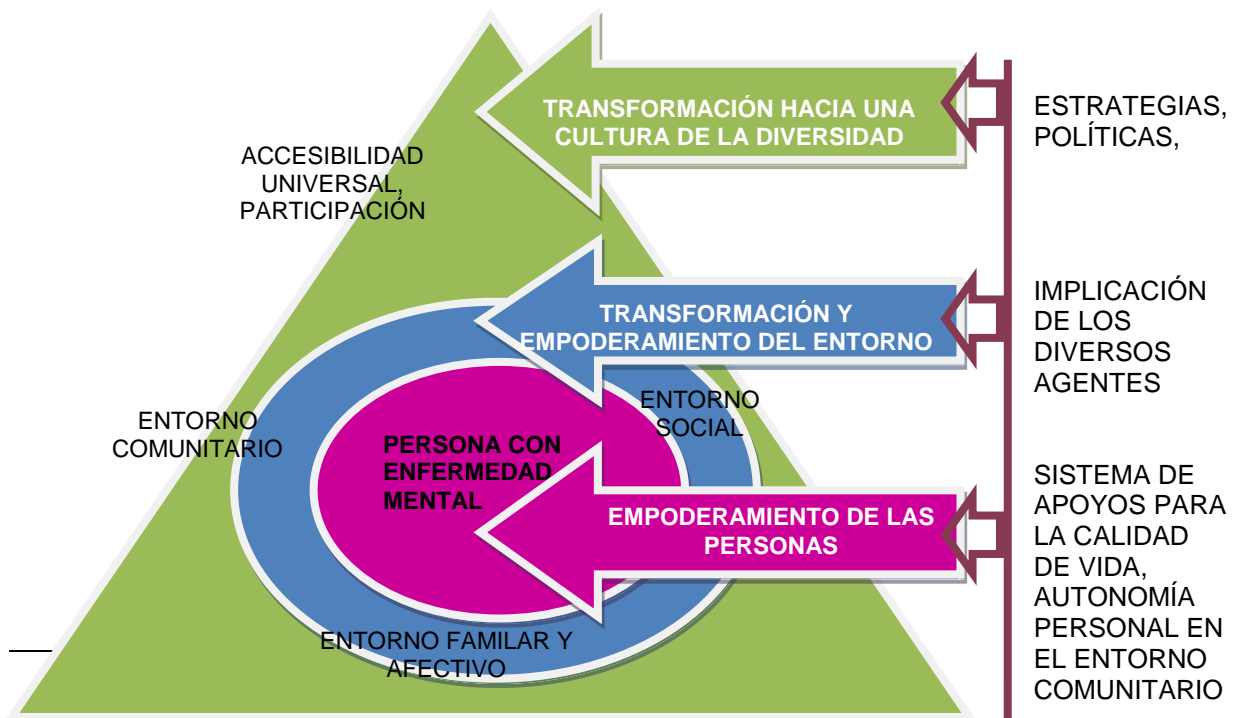 TRANSFORMACIÓN HACIA UNA
CULTURA DE LA DIVERSIDAD
ESTRATEGIAS,
POLÍTICAS,
ACCESIBILIDAD
UNIVERSAL,
PARTICIPACIÓN
TRANSFORMACIÓN Y
EMPODERAMIENTO DEL ENTORNO
IMPLICACIÓN
DE LOS
DIVERSOS
AGENTES
ENTORNO
COMUNITARIO
ENTORNO
SOCIAL
PERSONA CON
ENFERMEDAD
MENTAL
EMPODERAMIENTO DE LAS
PERSONAS
SISTEMA DE
APOYOS PARA
LA CALIDAD
DE VIDA,
AUTONOMÍA
PERSONAL EN
EL ENTORNO
COMUNITARIO
ENTORNO FAMILAR Y
AFECTIVO